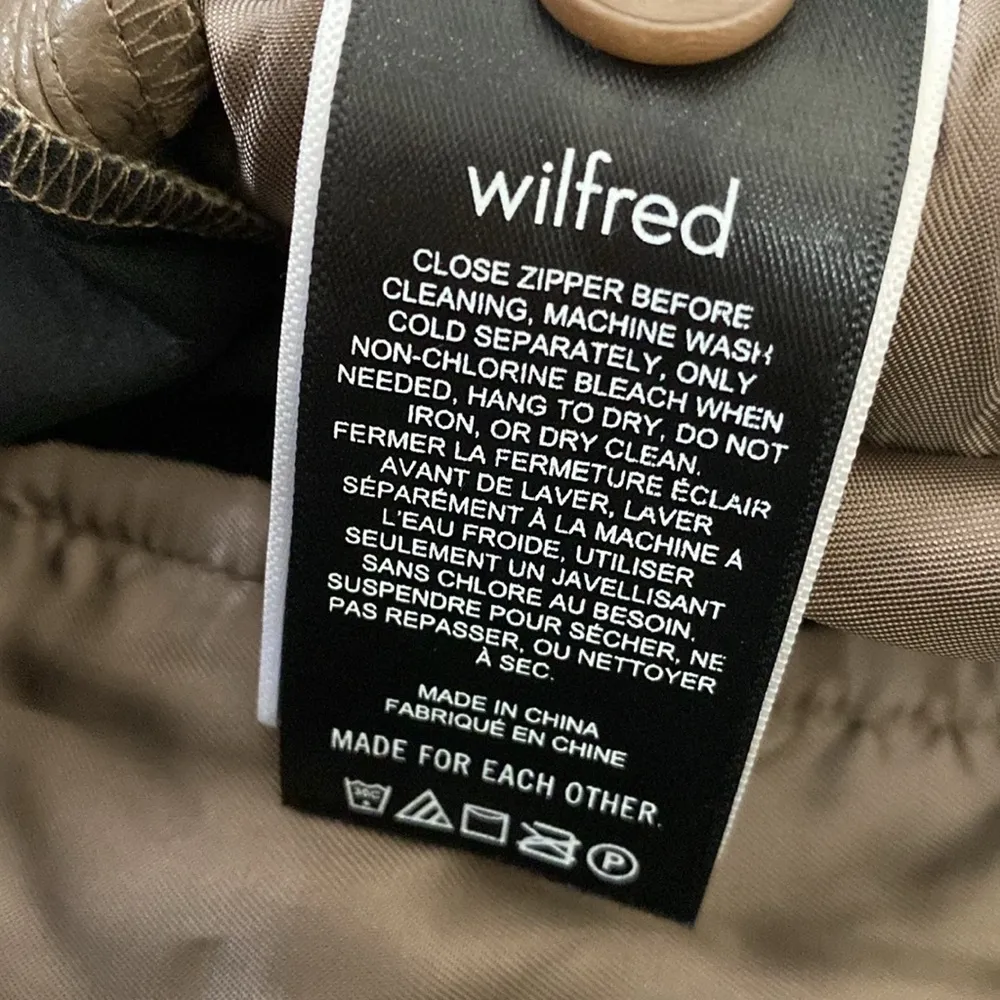 wilfred
CLOSE ZIPPER BEFORE
CLEANING, MACHINE WASH
COLD SEPARATELY, ONLY
NON-CHLORINE BLEACH WHEN
NEEDED, HANG TO DRY, DO NOT
IRON, OR DRY CLEAN.
FERMER LA FERMETURE ÉCLAIR
AVANT DE LAVER, LAVER
SÉPARÉMENT À LA MACHINE À
L'EAU FROIDE, UTILISER
SEULEMENT UN JAVELLISANT
SANS CHLORE AU BESOIN,
SUSPENDRE POUR SÉCHER, NE
PAS REPASSER, OU NETTOYER
À SEC.
MADE IN CHINA
FABRIQUÉ EN CHINE
MADE FOR EACH OTHER.
30C P